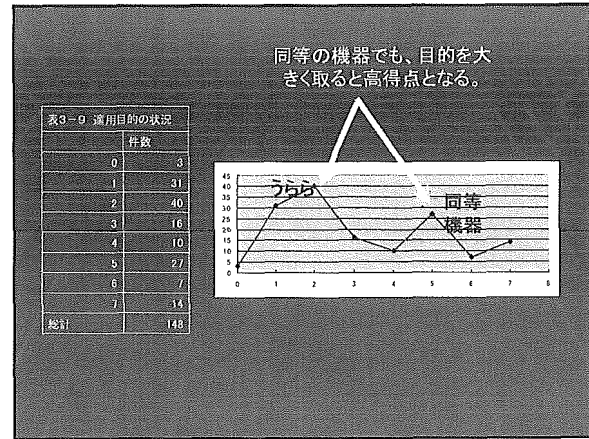 同等の機器でも、目的を大
きく取ると高得点となる。
表3－9 適用目的の状況
件数
0 3
1 31
2 40
3 16
4 10
5 27
6 7
7 14
総計 148
45
40
35
30
25
20
15
10
5
0
うらら
同等
機器
0 1 2 3 4 5 6 7 8